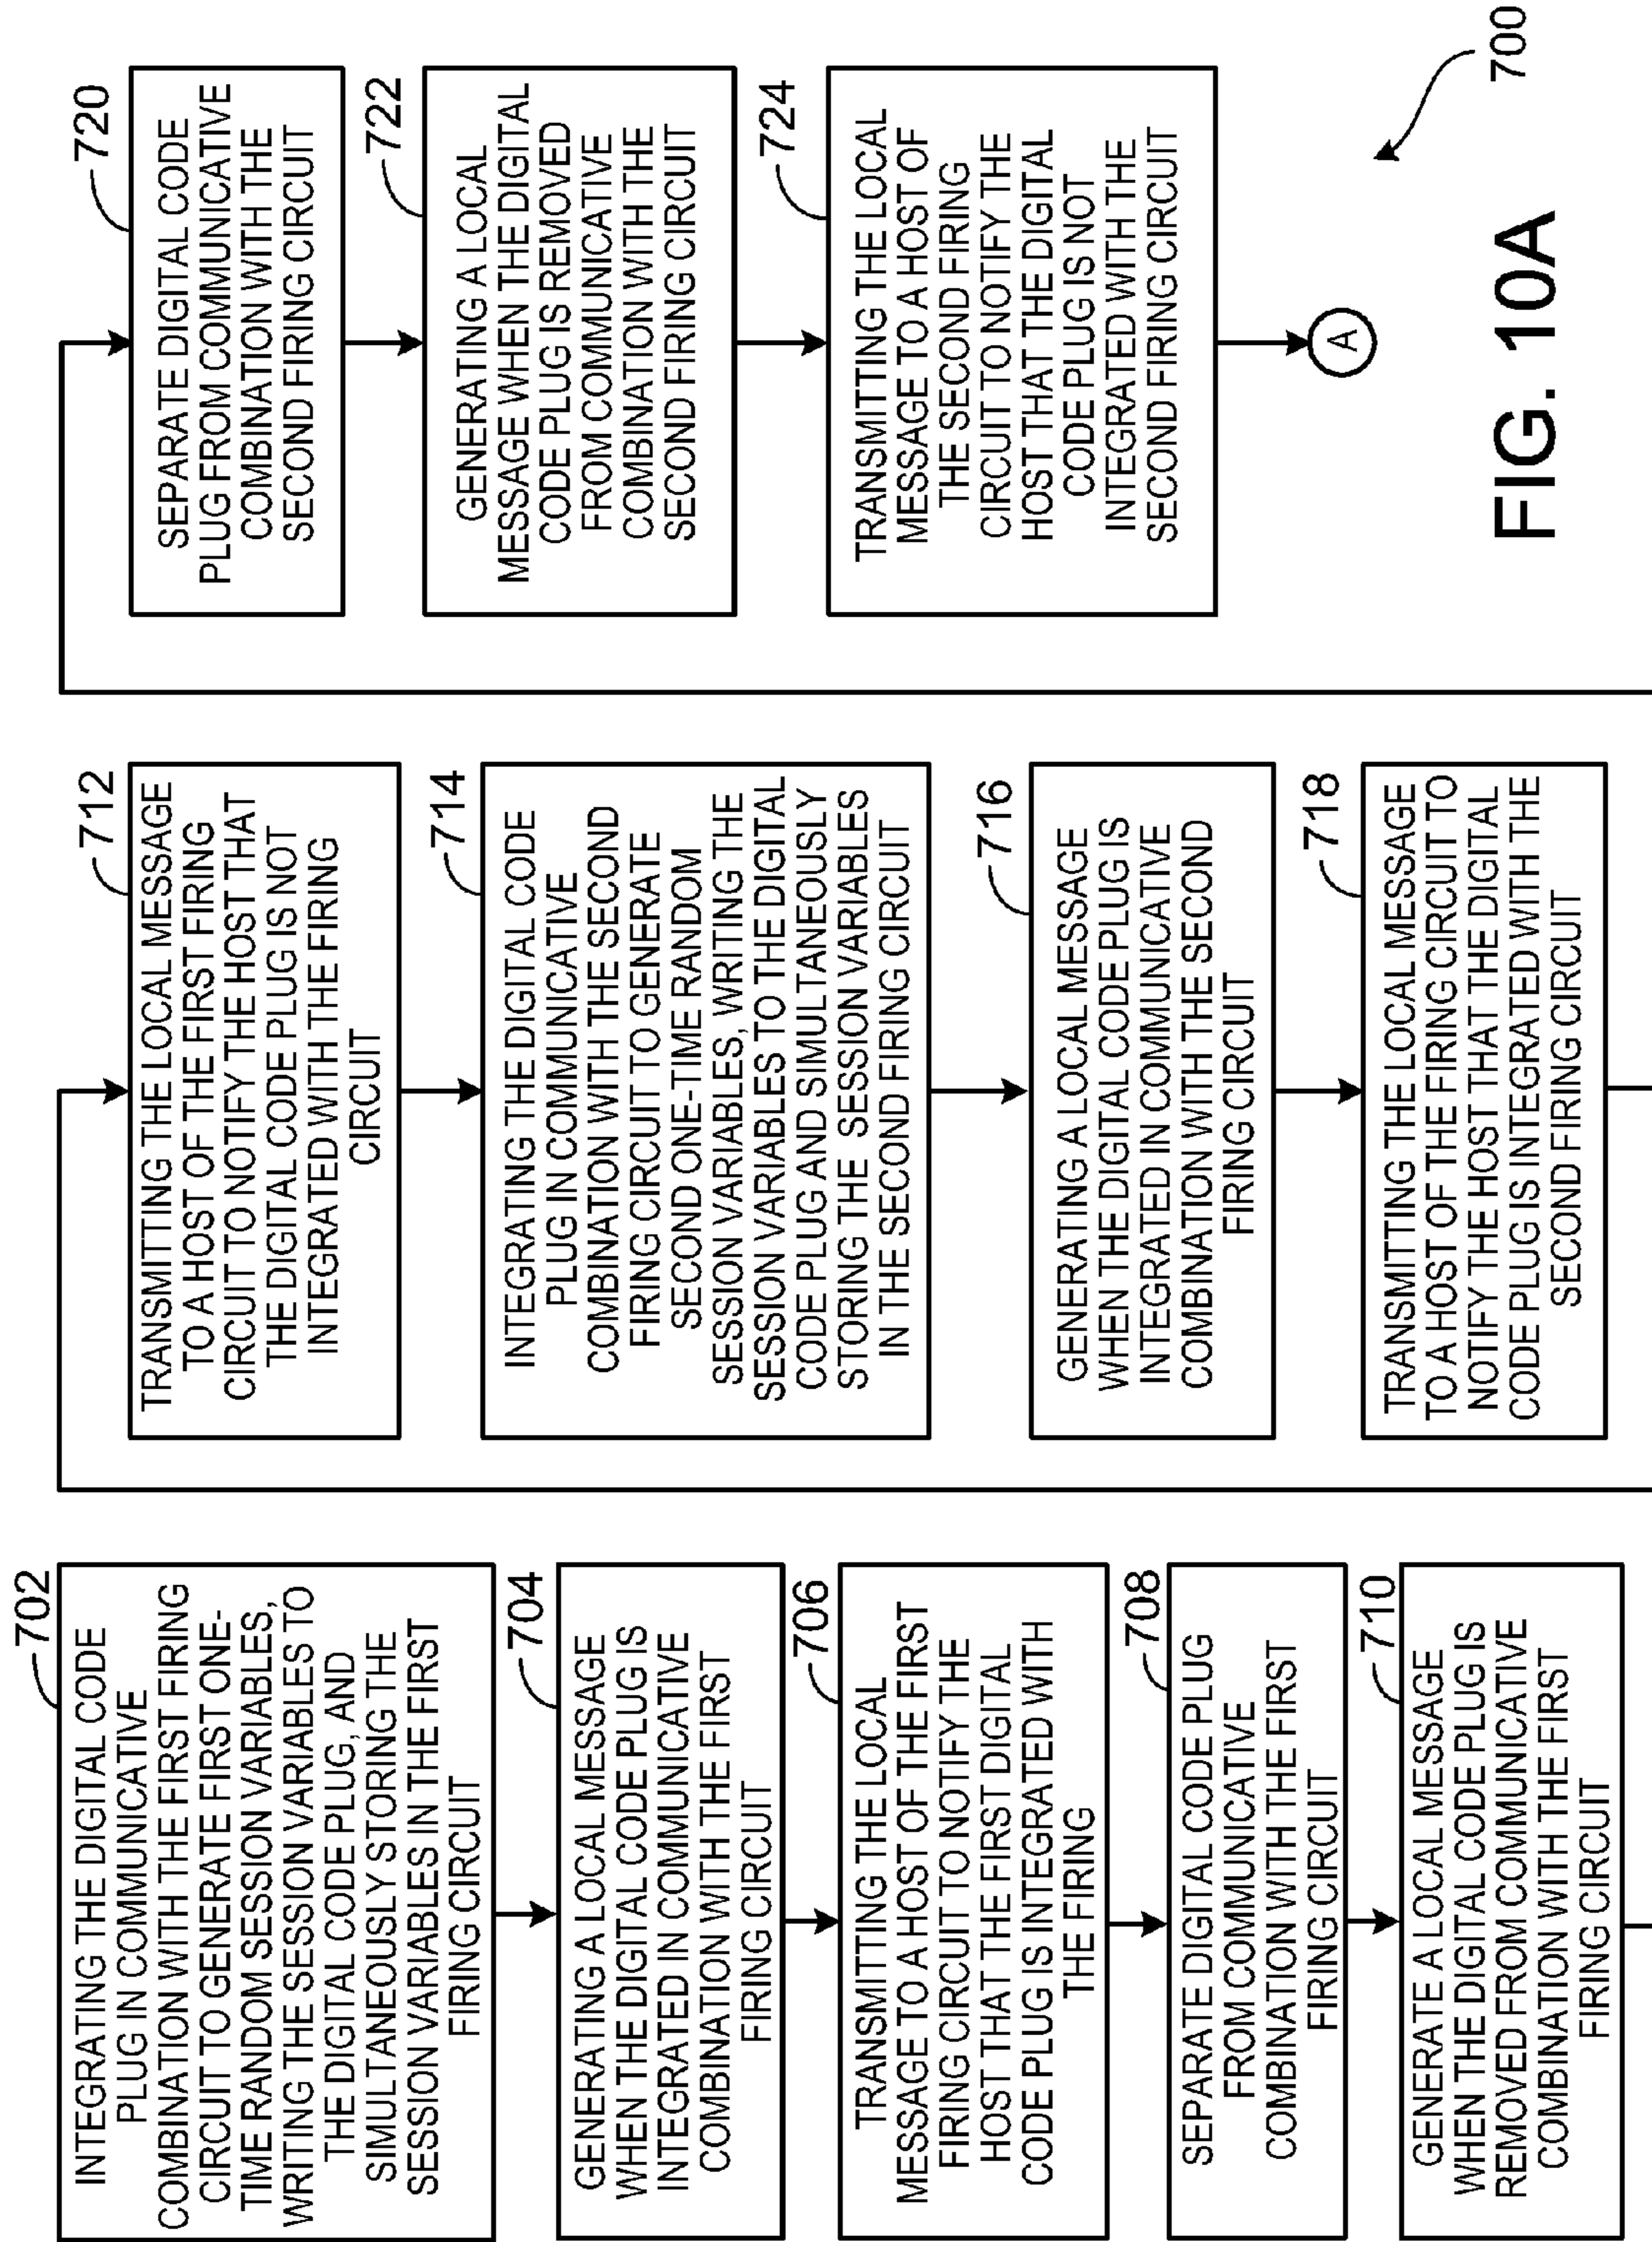 702
INTEGRATING THE DIGITAL CODE
PLUG IN COMMUNICATIVE
COMBINATION WITH THE FIRST FIRING
CIRCUIT TO GENERATE FIRST ONE-
TIME RANDOM SESSION VARIABLES,
WRITING THE SESSION VARIABLES TO
THE DIGITAL CODE PLUG, AND
SIMULTANEOUSLY STORING THE
SESSION VARIABLES IN THE FIRST
FIRING CIRCUIT
704
GENERATING A LOCAL MESSAGE
WHEN THE DIGITAL CODE PLUG IS
INTEGRATED IN COMMUNICATIVE
COMBINATION WITH THE FIRST
FIRING CIRCUIT
706
TRANSMITTING THE LOCAL
MESSAGE TO A HOST OF THE FIRST
FIRING CIRCUIT TO NOTIFY THE
HOST THAT THE FIRST DIGITAL
CODE PLUG IS INTEGRATED WITH
THE FIRING
708
SEPARATE DIGITAL CODE PLUG
FROM COMMUNICATIVE
COMBINATION WITH THE FIRST
FIRING CIRCUIT
710
GENERATE A LOCAL MESSAGE
WHEN THE DIGITAL CODE PLUG IS
REMOVED FROM COMMUNICATIVE
COMBINATION WITH THE FIRST
FIRING CIRCUIT
712
TRANSMITTING THE LOCAL MESSAGE
TO A HOST OF THE FIRST FIRING
CIRCUIT TO NOTIFY THE HOST THAT
THE DIGITAL CODE PLUG IS NOT
INTEGRATED WITH THE FIRING
CIRCUIT
714
INTEGRATING THE DIGITAL CODE
PLUG IN COMMUNICATIVE
COMBINATION WITH THE SECOND
FIRING CIRCUIT TO GENERATE
SECOND ONE-TIME RANDOM
SESSION VARIABLES, WRITING THE
SESSION VARIABLES TO THE DIGITAL
CODE PLUG AND SIMULTANEOUSLY
STORING THE SESSION VARIABLES
IN THE SECOND FIRING CIRCUIT
716
GENERATING A LOCAL MESSAGE
WHEN THE DIGITAL CODE PLUG IS
INTEGRATED IN COMMUNICATIVE
COMBINATION WITH THE SECOND
FIRING CIRCUIT
718
TRANSMITTING THE LOCAL MESSAGE
TO A HOST OF THE FIRING CIRCUIT TO
NOTIFY THE HOST THAT THE DIGITAL
CODE PLUG IS INTEGRATED WITH THE
SECOND FIRING CIRCUIT
720
SEPARATE DIGITAL CODE
PLUG FROM COMMUNICATIVE
COMBINATION WITH THE
SECOND FIRING CIRCUIT
722
GENERATING A LOCAL
MESSAGE WHEN THE DIGITAL
CODE PLUG IS REMOVED
FROM COMMUNICATIVE
COMBINATION WITH THE
SECOND FIRING CIRCUIT
724
TRANSMITTING THE LOCAL
MESSAGE TO A HOST OF
THE SECOND FIRING
CIRCUIT TO NOTIFY THE
HOST THAT THE DIGITAL
CODE PLUG IS NOT
INTEGRATED WITH THE
SECOND FIRING CIRCUIT
A
700
FIG. 10A